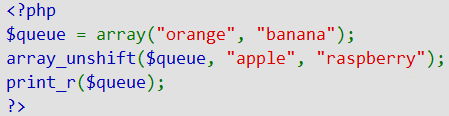 <?php
$queue = array("orange", "banana");
array_unshift($queue, "apple", "raspberry");
print_r($queue);
?>